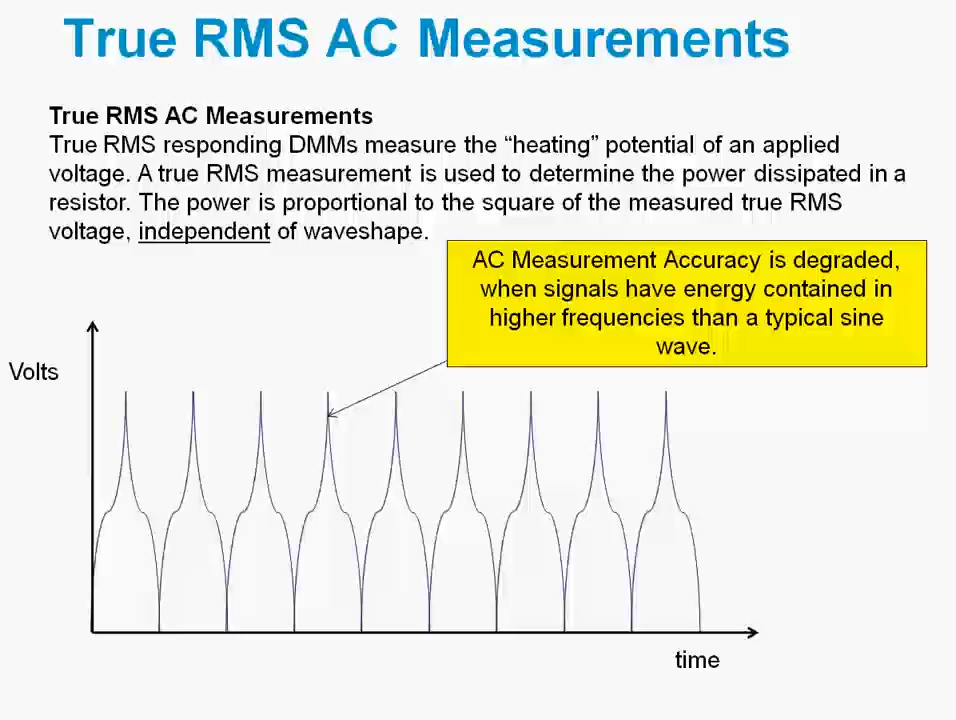 True RMS AC Measurements
True RMS AC Measurements
True RMS responding DMMs measure the “heating” potential of an applied
voltage. A true RMS measurement is used to determine the power dissipated in a
resistor. The power is proportional to the square of the measured true RMS
voltage, independent of waveshape.
AC Measurement Accuracy is degraded,
when signals have energy contained in
higher frequencies than a typical sine
wave.
Volts
time